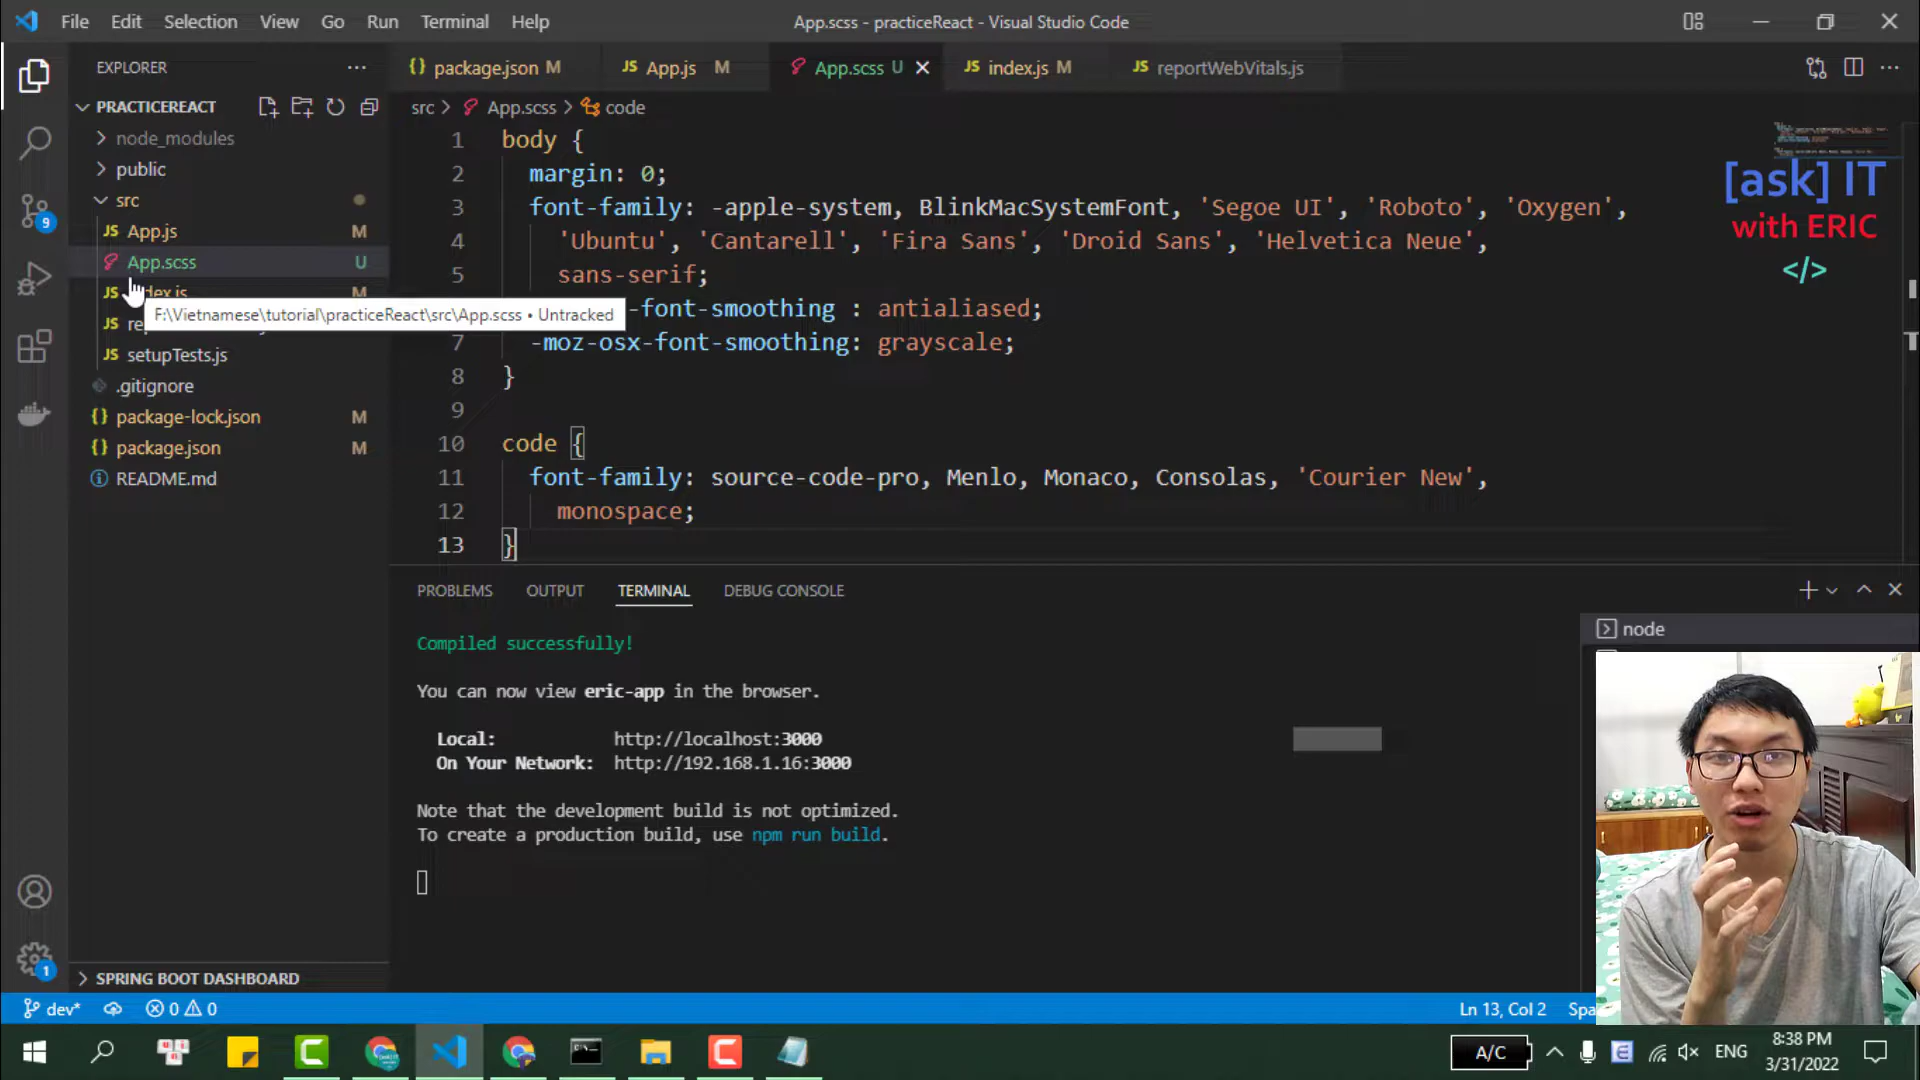 File Edit Selection View Go Run Terminal Help
App.scss - practiceReact - Visual Studio Code
EXPLORER
PRACTICEREACT
node_modules
public
src
JS App.js M
App.scss U
JS M
F:\Vietnamese\tutorial\practiceReact\src\App.scss • Untracked
JS
JS setupTests.js
.gitignore
{} package-lock.json M
{} package.json M
README.md
SPRING BOOT DASHBOARD
9
1
{} package.json M
JS App.js M
App.scss U
JS index.js M
JS reportWebVitals.js
src > App.scss > code
1 body {
2 margin: 0;
3 font-family: -apple-system, BlinkMacSystemFont, 'Segoe UI', 'Roboto', 'Oxygen',
4 'Ubuntu', 'Cantarell', 'Fira Sans', 'Droid Sans', 'Helvetica Neue',
5 sans-serif;
-font-smoothing : antialiased;
7 -moz-osx-font-smoothing: grayscale;
8 }
9
10 code {
11 font-family: source-code-pro, Menlo, Monaco, Consolas, 'Courier New',
12 monospace;
13 }
[ask] IT
with ERIC
</>
PROBLEMS OUTPUT TERMINAL DEBUG CONSOLE
node
Compiled successfully!
You can now view eric-app in the browser.
Local: http://localhost:3000
On Your Network: http://192.168.1.16:3000
Note that the development build is not optimized.
To create a production build, use npm run build.
dev* 0 0
Ln 13, Col 2
A/C
ENG
8:38 PM
3/31/2022